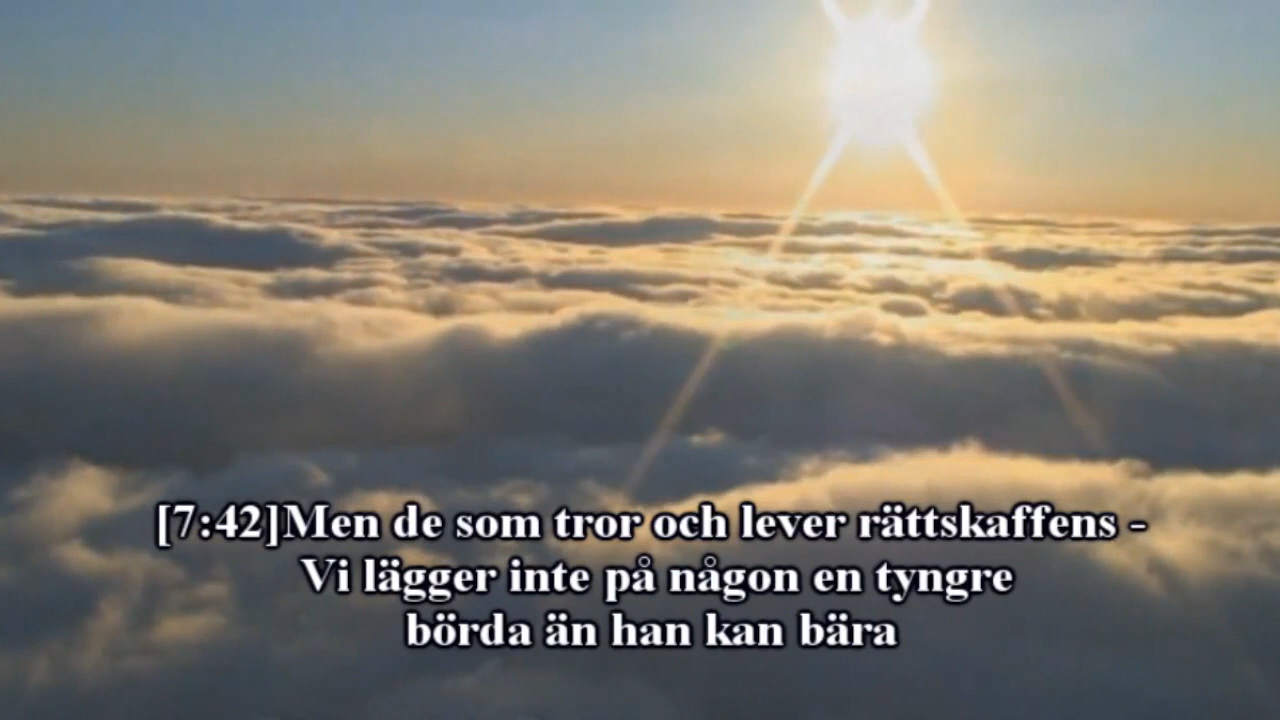 [7:42]Men de som tror och lever rättskaffens -
Vi lägger inte på någon en tyngre
börda än han kan bära